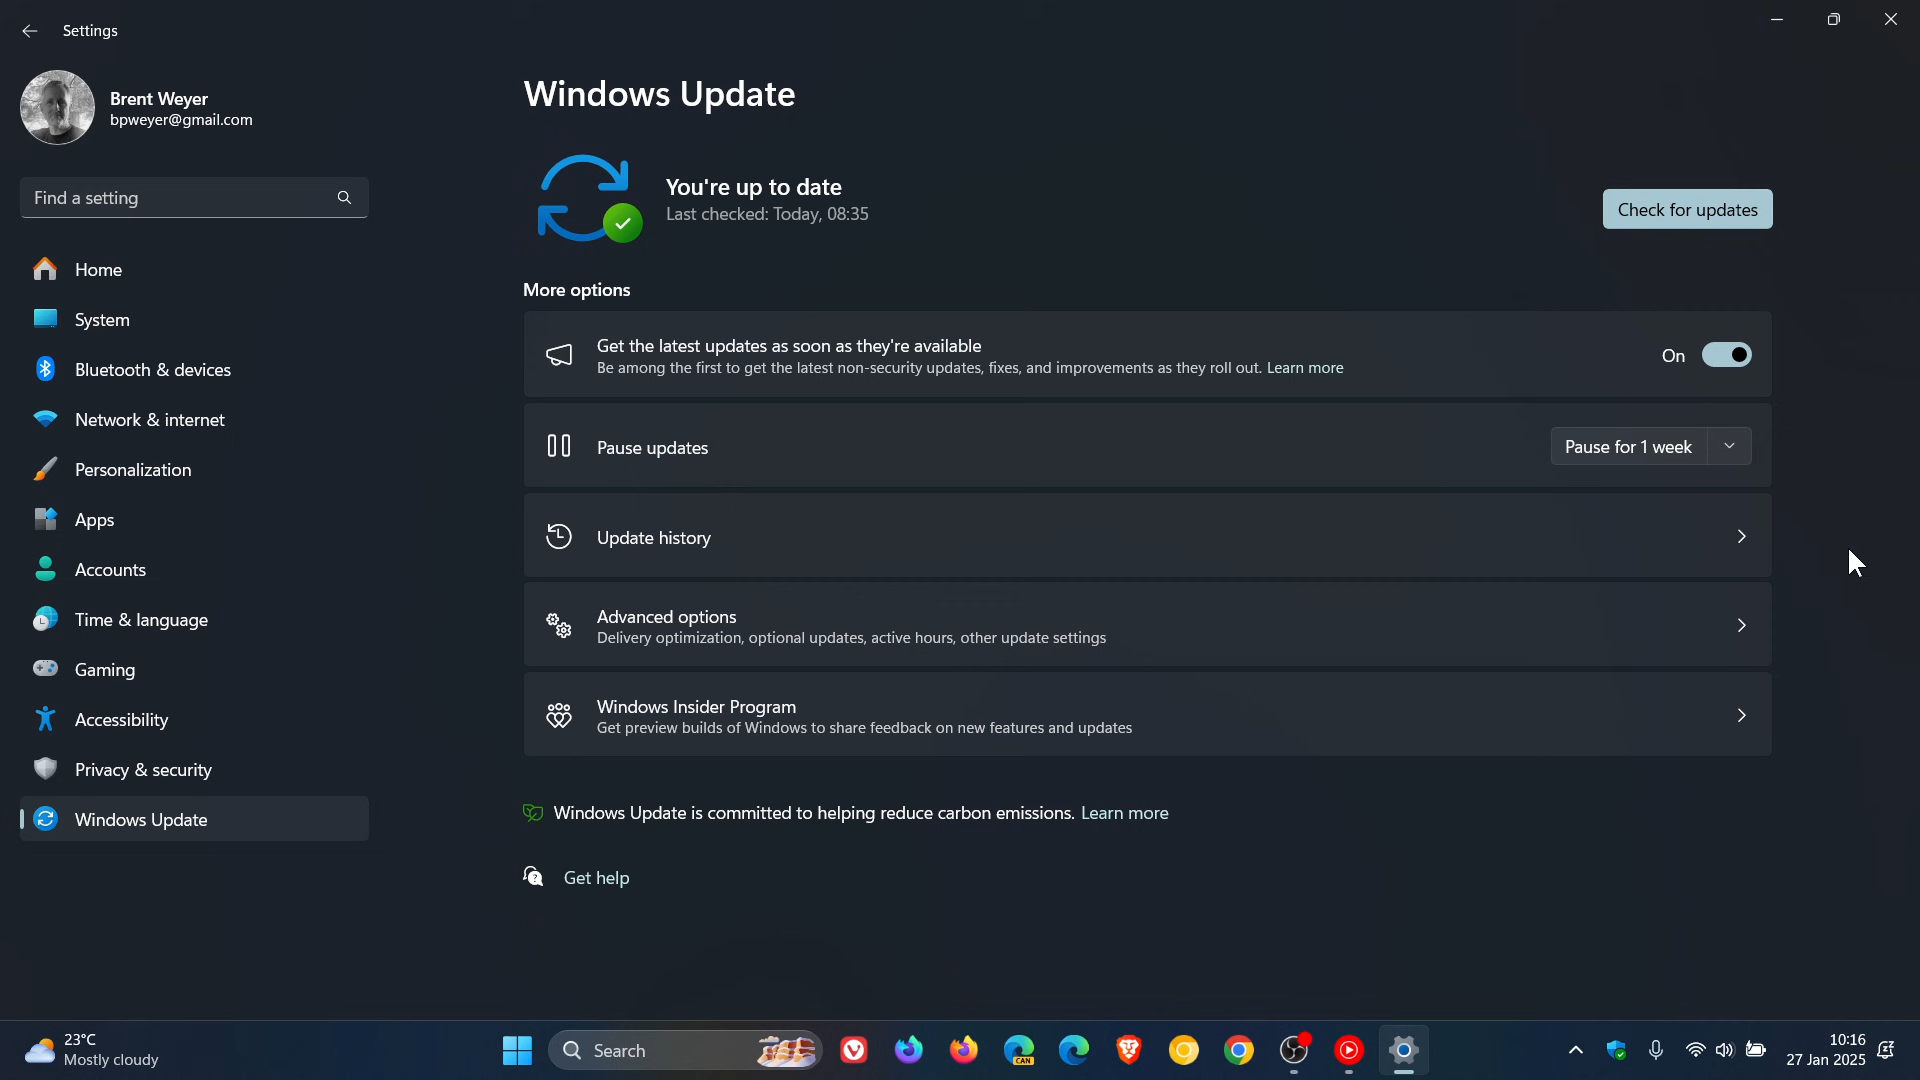 Settings
Brent Weyer
bpweyer@gmail.com
Find a setting
Home
System
Bluetooth & devices
Network & internet
Personalization
Apps
Accounts
Time & language
Gaming
Accessibility
Privacy & security
Windows Update
Windows Update
You're up to date
Last checked: Today, 08:35
Check for updates
More options
Get the latest updates as soon as they're available
Be among the first to get the latest non-security updates, fixes, and improvements as they roll out. Learn more
On
Pause updates
Pause for 1 week
Update history
Advanced options
Delivery optimization, optional updates, active hours, other update settings
Windows Insider Program
Get preview builds of Windows to share feedback on new features and updates
Windows Update is committed to helping reduce carbon emissions. Learn more
Get help
23°C
Mostly cloudy
Search
CAN
10:16
27 Jan 2025